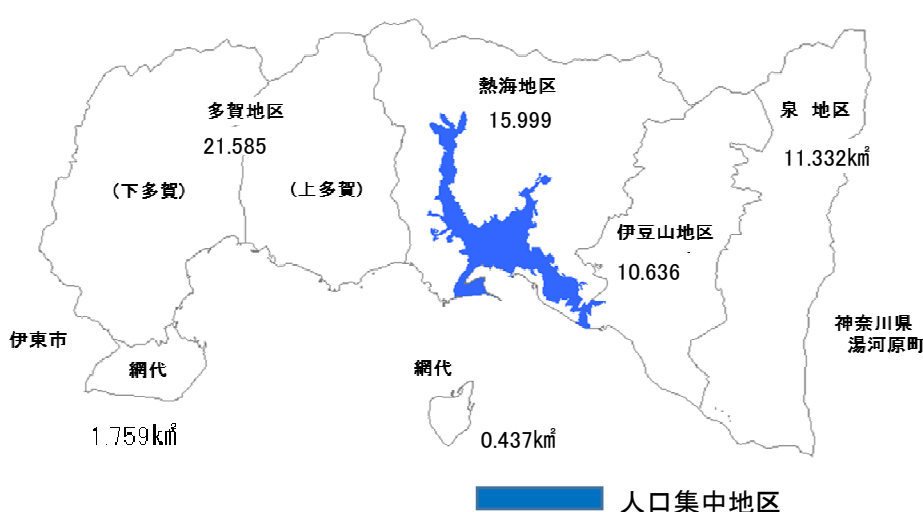 熱海地区
15.999
多賀地区
21.585
泉 地区
11.332k㎡
(下多賀)
(上多賀)
伊豆山地区
10.636
伊東市
神奈川県
湯河原町
網代
網代
1.759k㎡
0.437k㎡
人口集中地区